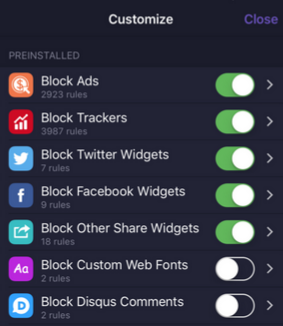 Customize
Close
PREINSTALLED
Block Ads
2923 rules
Block Trackers
3987 rules
Block Twitter Widgets
7 rules
Block Facebook Widgets
9 rules
Block Other Share Widgets
18 rules
Aa
Block Custom Web Fonts
2 rules
Block Disqus Comments
2 rules